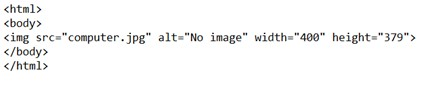 <html>
<body>
<img src="computer.jpg" alt="No image" width="400" height="379">
</body>
</html>